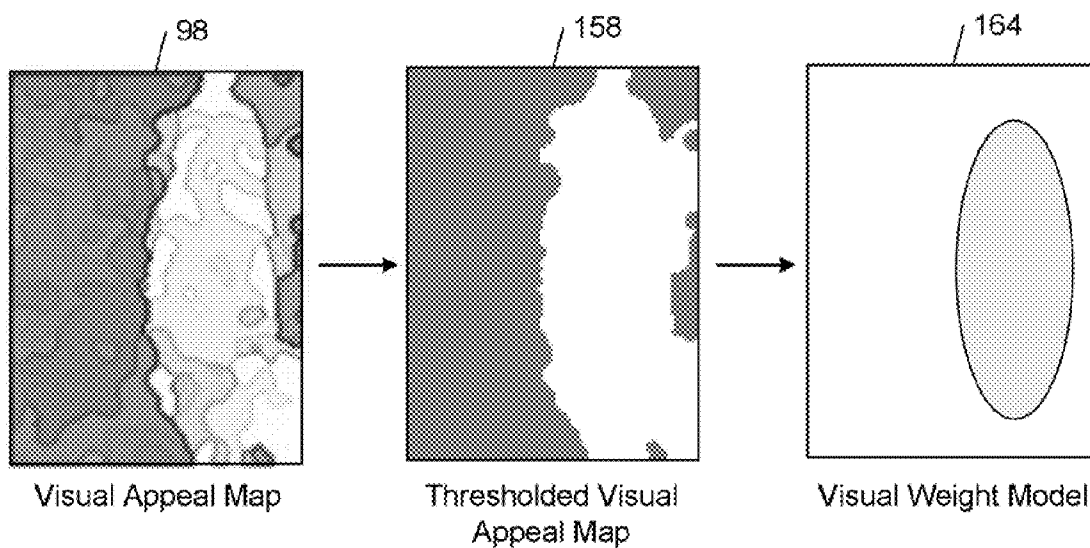 98
158
164
Visual Appeal Map
Thresholded Visual
Appeal Map
Visual Weight Model